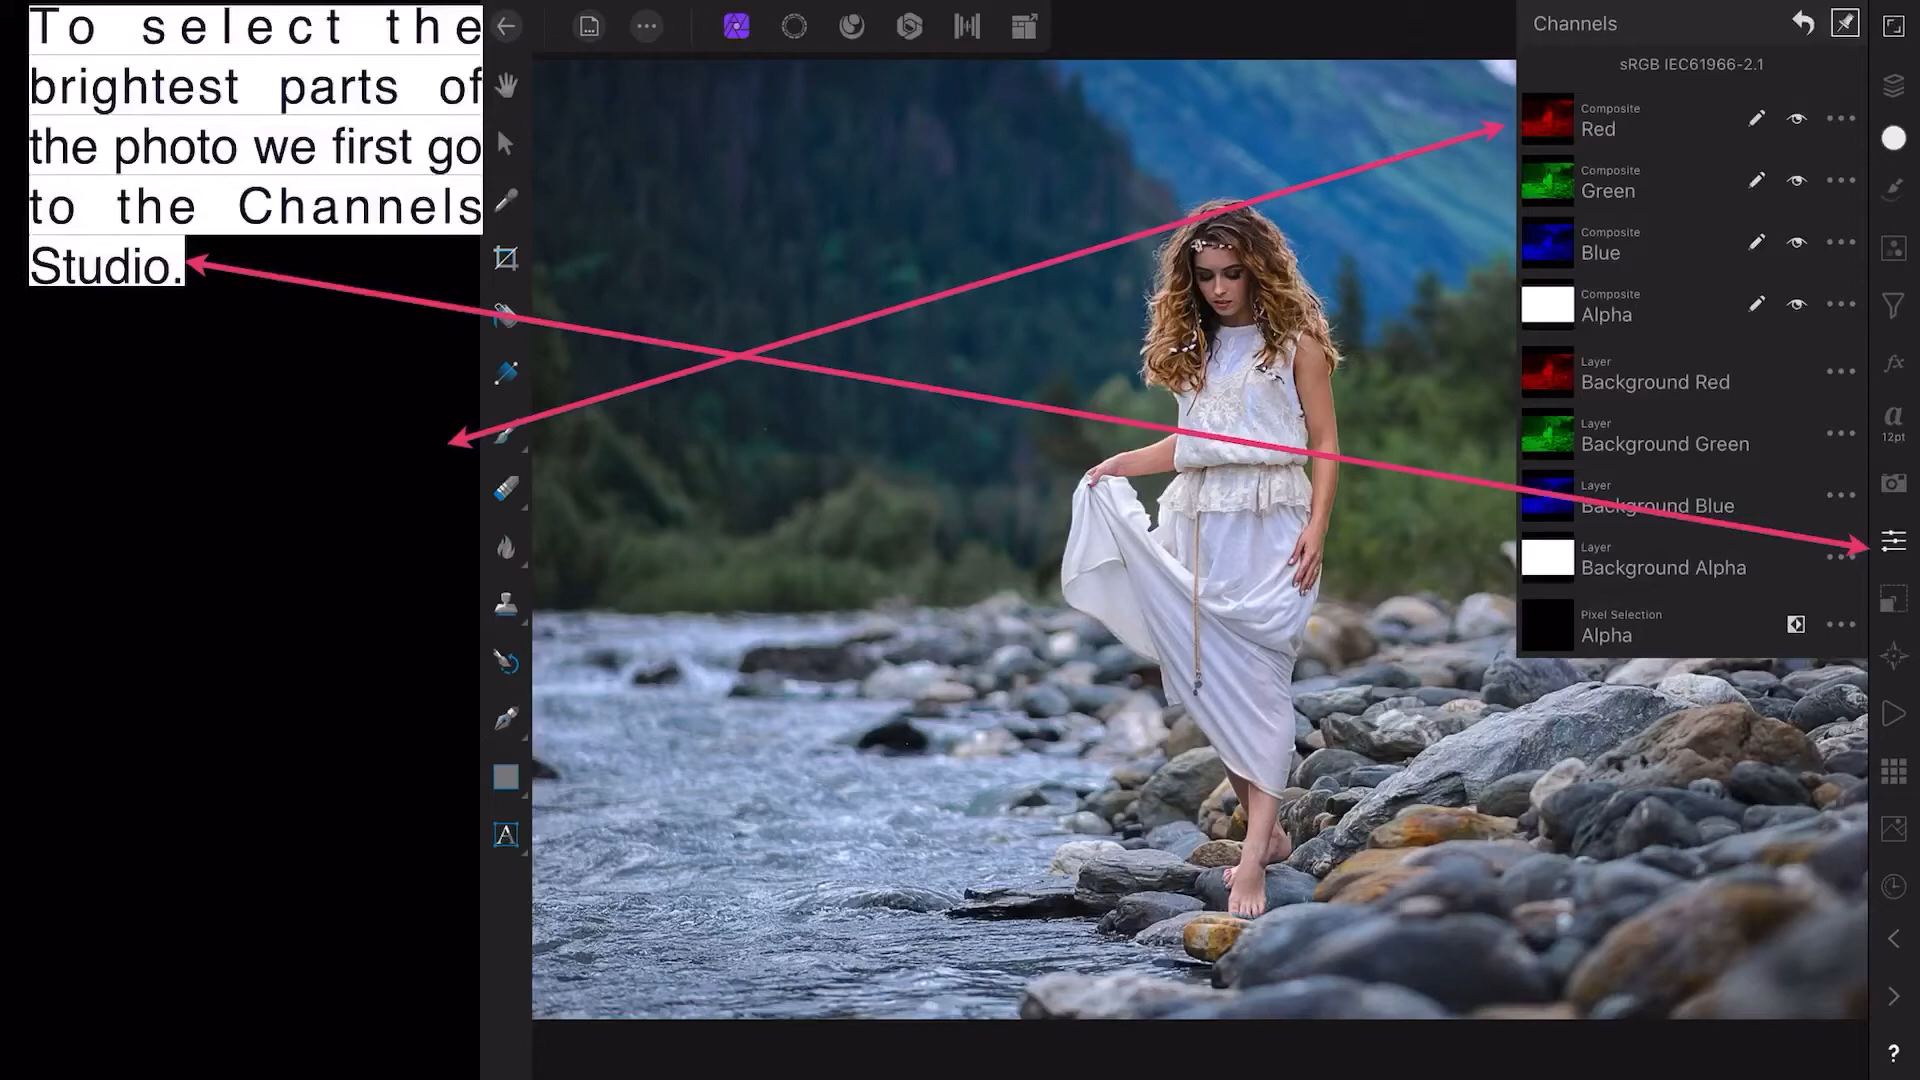 To select the
brightest parts of
the photo we first go
to the Channels
Studio.
Channels
sRGB IEC61966-2.1
Composite
Red
Composite
Green
Composite
Blue
Composite
Alpha
Layer
Background Red
Layer
Background Green
Layer
Background Blue
Layer
Background Alpha
Pixel Selection
Alpha
a
12pt
fx
A
?